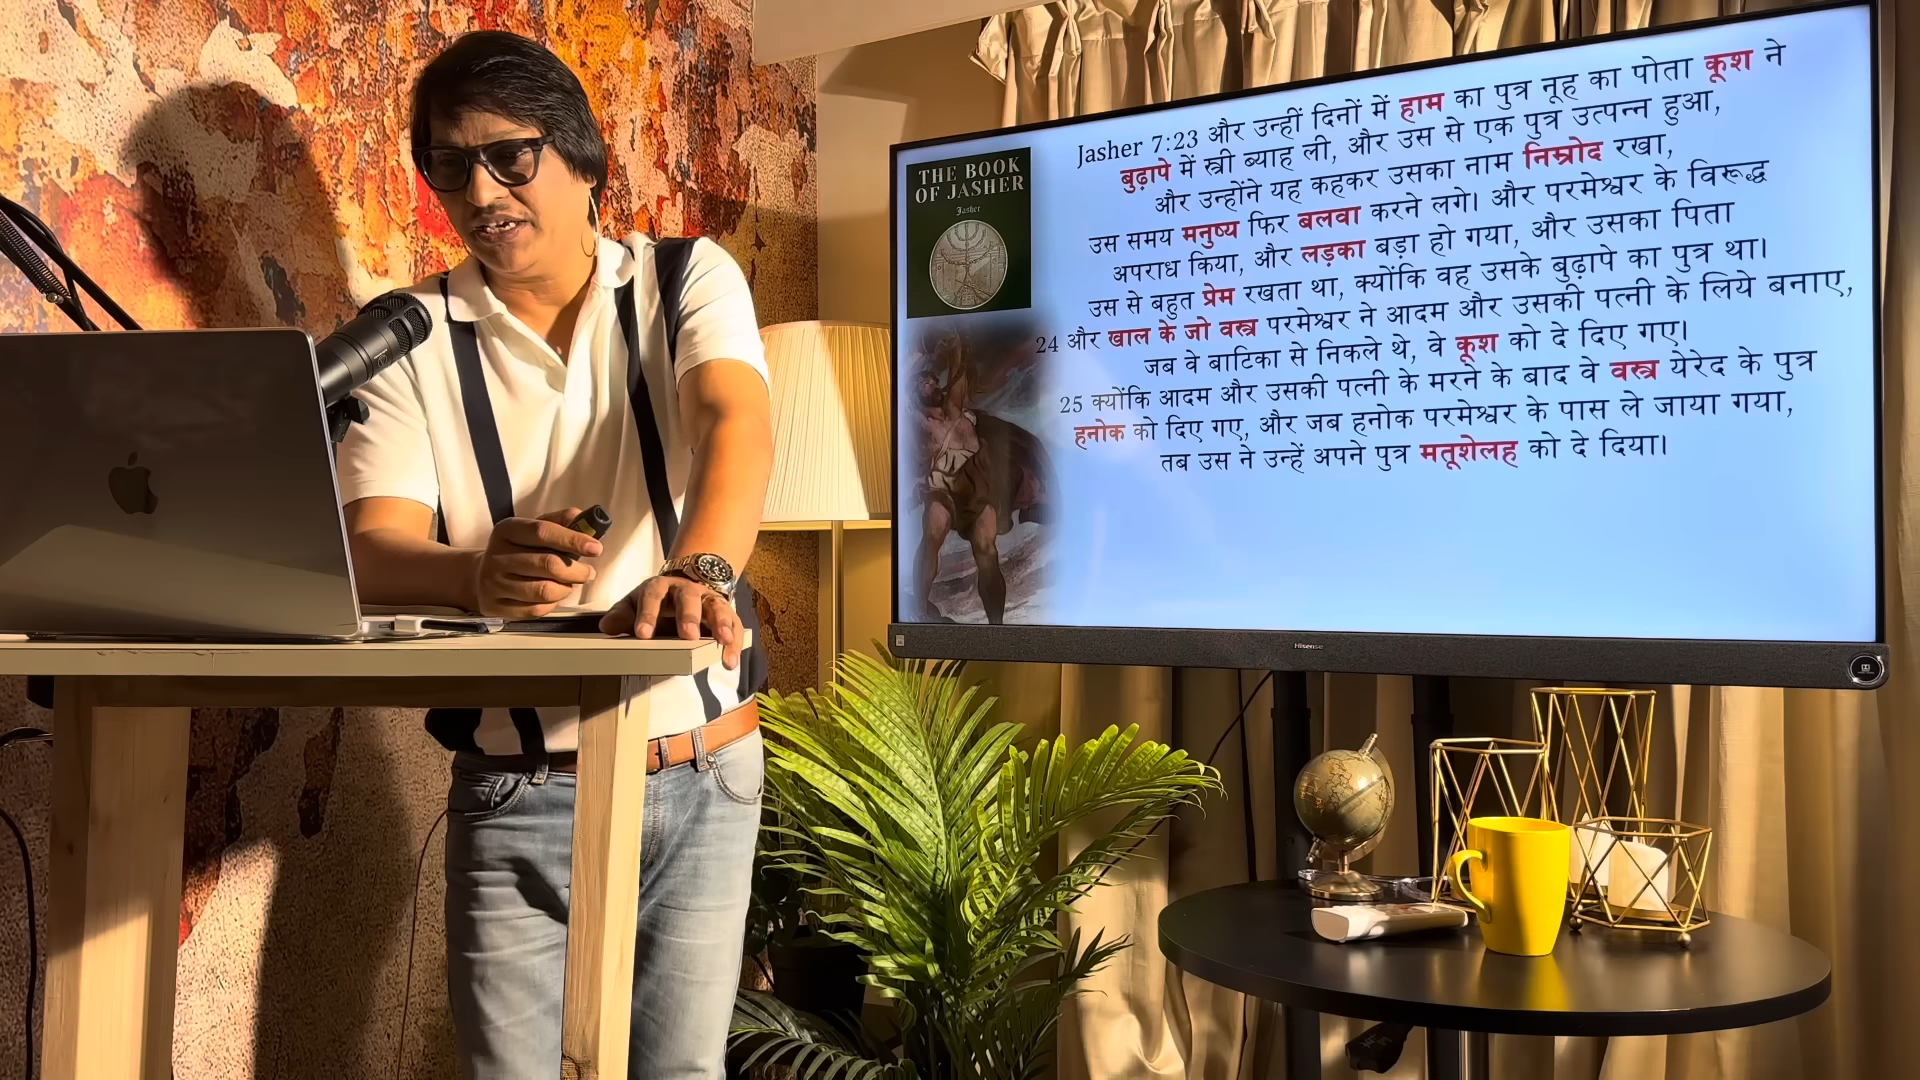 THE BOOK
OF JASHER
Jasher
Jasher 7:23 और उन्हीं दिनों में हाम का पुत्र नूह का पोता कूश ने
बुढ़ापे में स्त्री ब्याह ली, और उस से एक पुत्र उत्पन्न हुआ,
और उन्होंने यह कहकर उसका नाम निम्रोद रखा,
उस समय मनुष्य फिर बलवा करने लगे। और परमेश्वर के विरूद्ध
अपराध किया, और लड़का बड़ा हो गया, और उसका पिता
उस से बहुत प्रेम रखता था, क्योंकि वह उसके बुढ़ापे का पुत्र था।
24 और खाल के जो वस्त्र परमेश्वर ने आदम और उसकी पत्नी के लिये बनाए,
जब वे बाटिका से निकले थे, वे कूश को दे दिए गए।
25 क्योंकि आदम और उसकी पत्नी के मरने के बाद वे वस्त्र येरेद के पुत्र
हनोक को दिए गए, और जब हनोक परमेश्वर के पास ले जाया गया,
तब उस ने उन्हें अपने पुत्र मतूशेलह को दे दिया।
Hisense